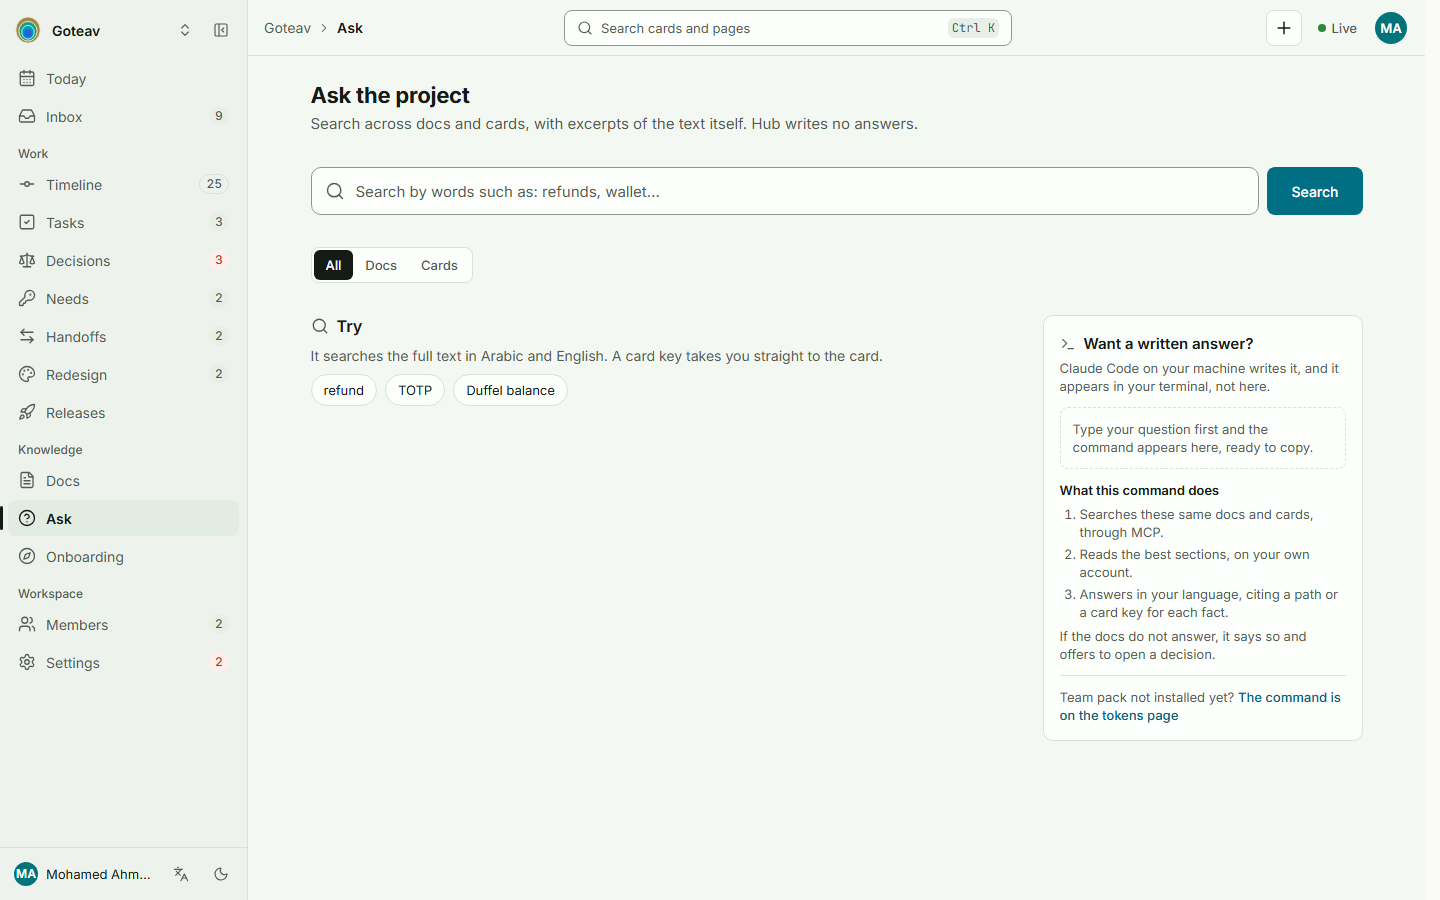 Goteav
Today
Inbox 9
Work
Timeline 25
Tasks 3
Decisions 3
Needs 2
Handoffs 2
Redesign 2
Releases
Knowledge
Docs
Ask
Onboarding
Workspace
Members 2
Settings 2
MA Mohamed Ahm...
Goteav > Ask
Search cards and pages Ctrl K
Live
MA
Ask the project
Search across docs and cards, with excerpts of the text itself. Hub writes no answers.
Search by words such as: refunds, wallet...
Search
All Docs Cards
Try
It searches the full text in Arabic and English. A card key takes you straight to the card.
refund TOTP Duffel balance
Want a written answer?
Claude Code on your machine writes it, and it
appears in your terminal, not here.
Type your question first and the
command appears here, ready to copy.
What this command does
1. Searches these same docs and cards,
through MCP.
2. Reads the best sections, on your own
account.
3. Answers in your language, citing a path or
a card key for each fact.
If the docs do not answer, it says so and
offers to open a decision.
Team pack not installed yet? The command is
on the tokens page